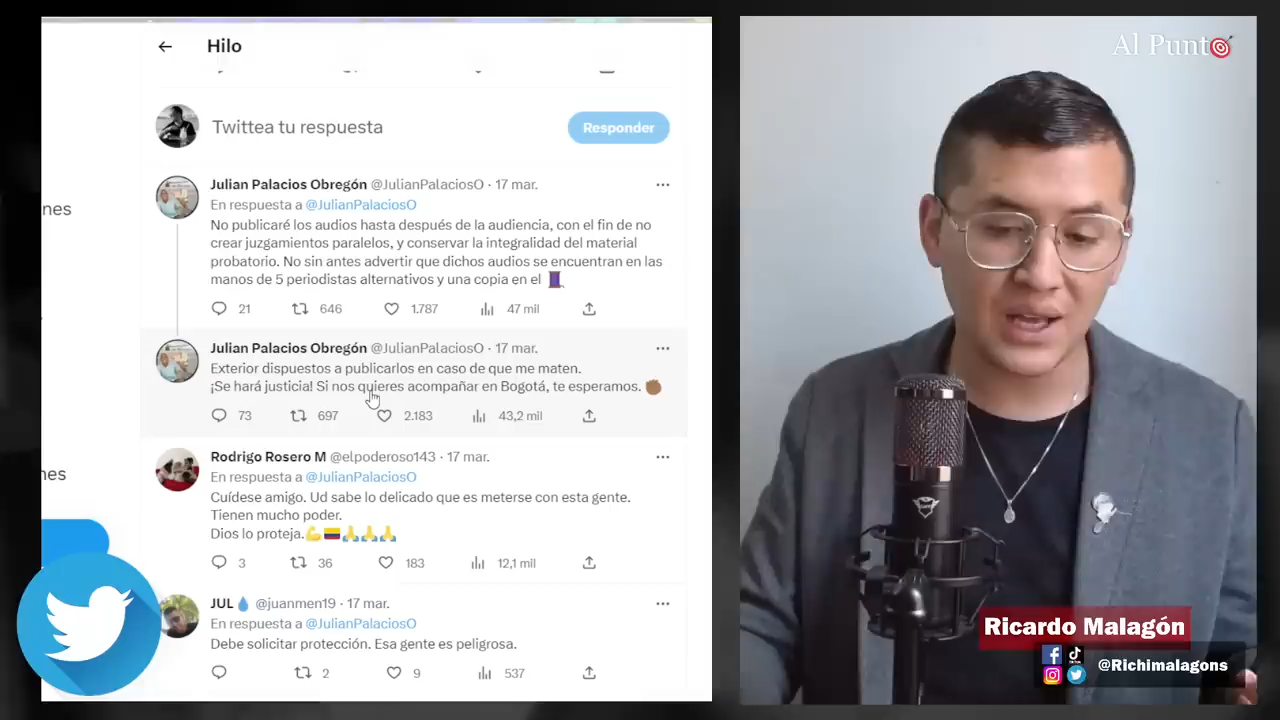 Hilo
Twittea tu respuesta
Responder
Julian Palacios Obregón @JulianPalaciosO · 17 mar.
En respuesta a @JulianPalaciosO
No publicaré los audios hasta después de la audiencia, con el fin de no
crear juzgamientos paralelos, y conservar la integralidad del material
probatorio. No sin antes advertir que dichos audios se encuentran en las
manos de 5 periodistas alternativos y una copia en el 🧵
21 646 1.787 47 mil
Julian Palacios Obregón @JulianPalaciosO · 17 mar.
Exterior dispuestos a publicarlos en caso de que me maten.
¡Se hará justicia! Si nos quieres acompañar en Bogotá, te esperamos. ✊🏾
73 697 2.183 43,2 mil
Rodrigo Rosero M @elpoderoso143 · 17 mar.
En respuesta a @JulianPalaciosO
Cuídese amigo. Ud sabe lo delicado que es meterse con esta gente.
Tienen mucho poder.
Dios lo proteja.💪🇨🇴🙏🙏🙏
3 36 183 12,1 mil
JUL💧 @juanmen19 · 17 mar.
En respuesta a @JulianPalaciosO
Debe solicitar protección. Esa gente es peligrosa.
2 9 537
nes
nes
Al Punto
Ricardo Malagón
@Richimalagons